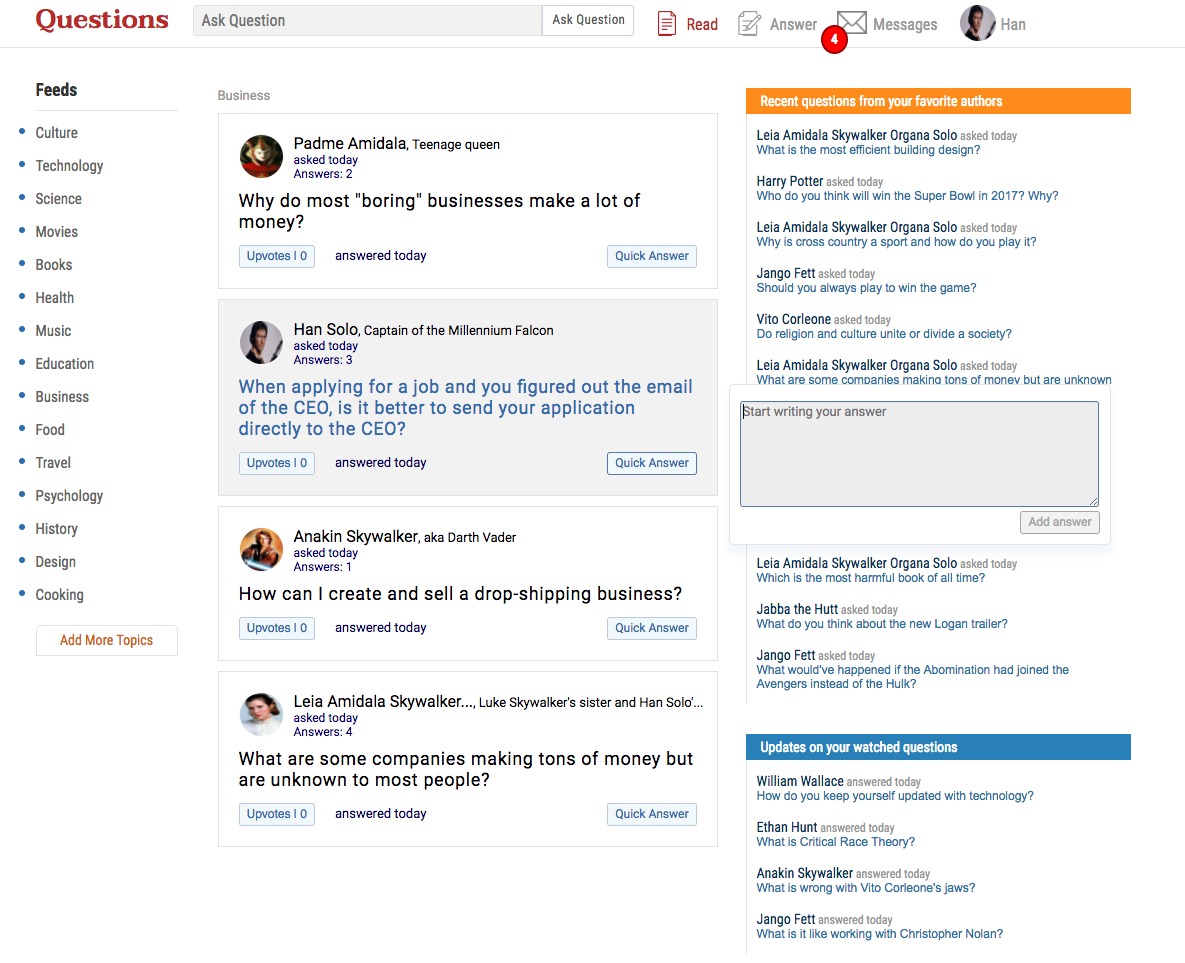 Questions
Ask Question
Ask Question
Read
Answer
4
Messages
Han
Feeds
Culture
Technology
Science
Movies
Books
Health
Music
Education
Business
Food
Travel
Psychology
History
Design
Cooking
Add More Topics
Business
Padme Amidala, Teenage queen
asked today
Answers: 2
Why do most "boring" businesses make a lot of
money?
Upvotes | 0
answered today
Quick Answer
Han Solo, Captain of the Millennium Falcon
asked today
Answers: 3
When applying for a job and you figured out the email
of the CEO, is it better to send your application
directly to the CEO?
Upvotes | 0
answered today
Quick Answer
Anakin Skywalker, aka Darth Vader
asked today
Answers: 1
How can I create and sell a drop-shipping business?
Upvotes | 0
answered today
Quick Answer
Leia Amidala Skywalker..., Luke Skywalker's sister and Han Solo'...
asked today
Answers: 4
What are some companies making tons of money but
are unknown to most people?
Upvotes | 0
answered today
Quick Answer
Recent questions from your favorite authors
Leia Amidala Skywalker Organa Solo asked today
What is the most efficient building design?
Harry Potter asked today
Who do you think will win the Super Bowl in 2017? Why?
Leia Amidala Skywalker Organa Solo asked today
Why is cross country a sport and how do you play it?
Jango Fett asked today
Should you always play to win the game?
Vito Corleone asked today
Do religion and culture unite or divide a society?
Leia Amidala Skywalker Organa Solo asked today
What are some companies making tons of money but are unknown
Start writing your answer
Add answer
Leia Amidala Skywalker Organa Solo asked today
Which is the most harmful book of all time?
Jabba the Hutt asked today
What do you think about the new Logan trailer?
Jango Fett asked today
What would've happened if the Abomination had joined the
Avengers instead of the Hulk?
Updates on your watched questions
William Wallace answered today
How do you keep yourself updated with technology?
Ethan Hunt answered today
What is Critical Race Theory?
Anakin Skywalker answered today
What is wrong with Vito Corleone's jaws?
Jango Fett answered today
What is it like working with Christopher Nolan?